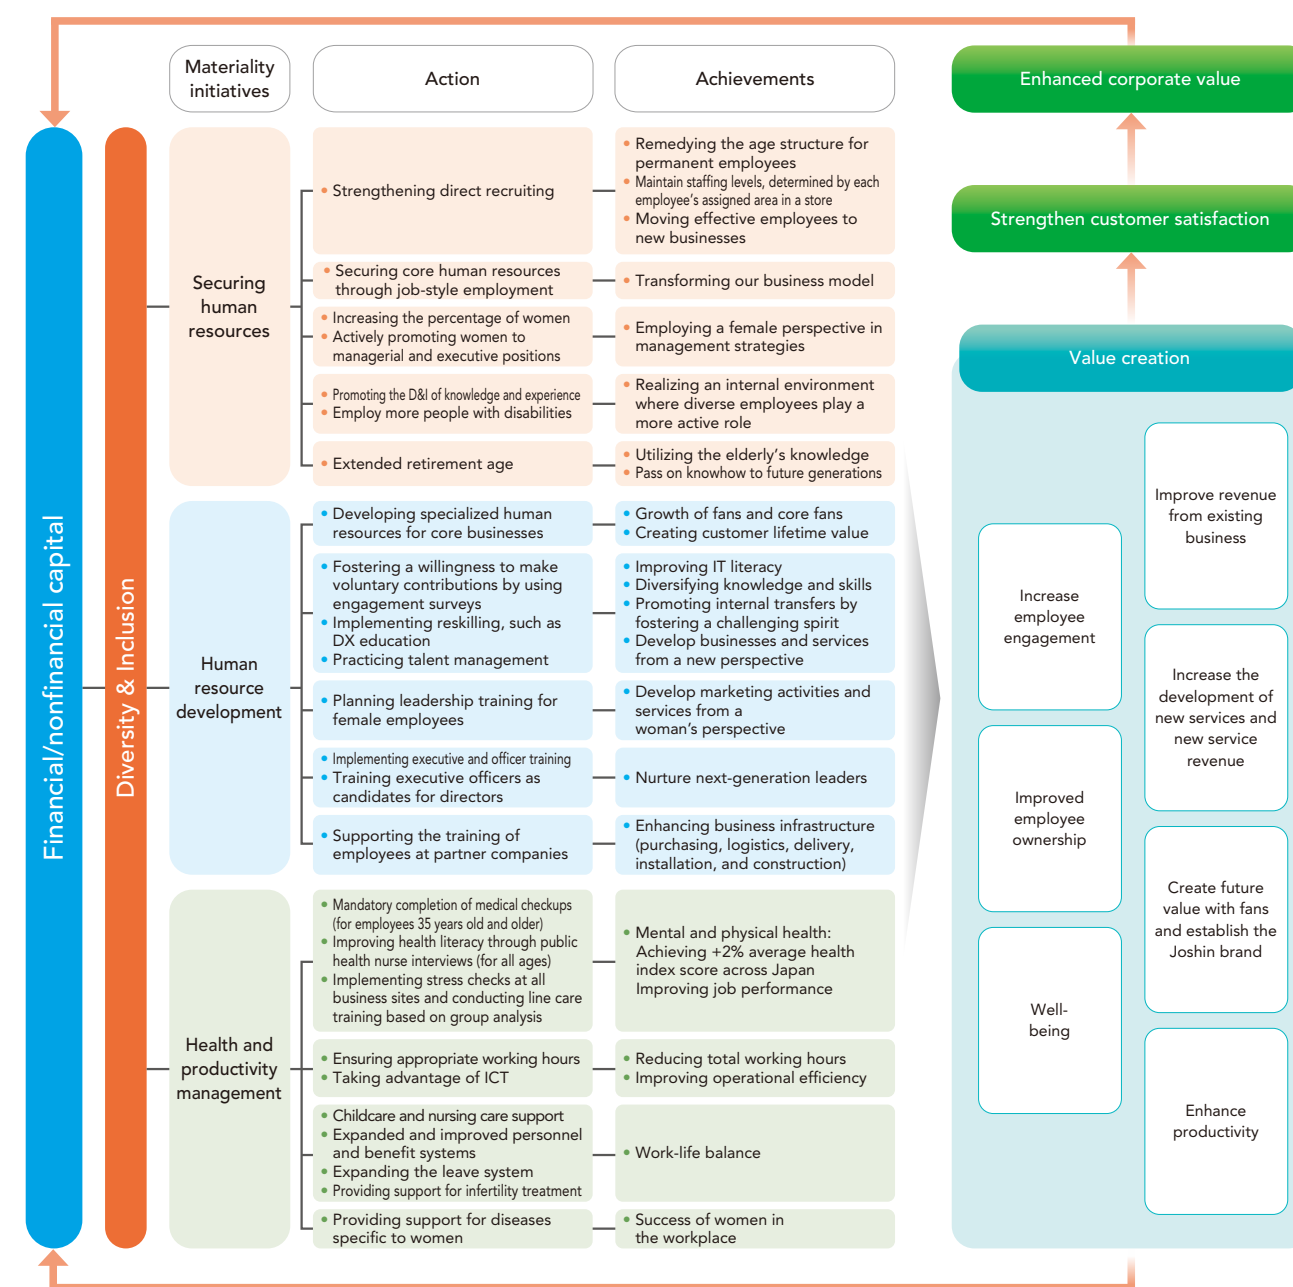 Materiality
initiatives
Action
Achievements
Enhanced corporate value
Strengthen customer satisfaction
Value creation
Financial/nonfinancial capital
Diversity & Inclusion
Securing
human
resources
• Strengthening direct recruiting
• Remedying the age structure for
permanent employees
• Maintain staffing levels, determined by each
employee's assigned area in a store
• Moving effective employees to
new businesses
• Securing core human resources
through job-style employment
• Transforming our business model
• Increasing the percentage of women
• Actively promoting women to
managerial and executive positions
• Employing a female perspective in
management strategies
• Promoting the D&I of knowledge and experience
• Employ more people with disabilities
• Realizing an internal environment
where diverse employees play a
more active role
• Extended retirement age
• Utilizing the elderly's knowledge
• Pass on knowhow to future generations
Human
resource
development
• Developing specialized human
resources for core businesses
• Growth of fans and core fans
• Creating customer lifetime value
• Fostering a willingness to make
voluntary contributions by using
engagement surveys
• Implementing reskilling, such as
DX education
• Practicing talent management
• Improving IT literacy
• Diversifying knowledge and skills
• Promoting internal transfers by
fostering a challenging spirit
• Develop businesses and services
from a new perspective
• Planning leadership training for
female employees
• Develop marketing activities and
services from a
woman's perspective
• Implementing executive and officer training
• Training executive officers as
candidates for directors
• Nurture next-generation leaders
• Supporting the training of
employees at partner companies
• Enhancing business infrastructure
(purchasing, logistics, delivery,
installation, and construction)
Health and
productivity
management
• Mandatory completion of medical checkups
(for employees 35 years old and older)
• Improving health literacy through public
health nurse interviews (for all ages)
• Implementing stress checks at all
business sites and conducting line care
training based on group analysis
• Mental and physical health:
Achieving +2% average health
index score across Japan
Improving job performance
• Ensuring appropriate working hours
• Taking advantage of ICT
• Reducing total working hours
• Improving operational efficiency
• Childcare and nursing care support
• Expanded and improved personnel
and benefit systems
• Expanding the leave system
• Providing support for infertility treatment
• Work-life balance
• Providing support for diseases
specific to women
• Success of women in
the workplace
Increase
employee
engagement
Improved
employee
ownership
Well-
being
Improve revenue
from existing
business
Increase the
development of
new services and
new service
revenue
Create future
value with fans
and establish the
Joshin brand
Enhance
productivity